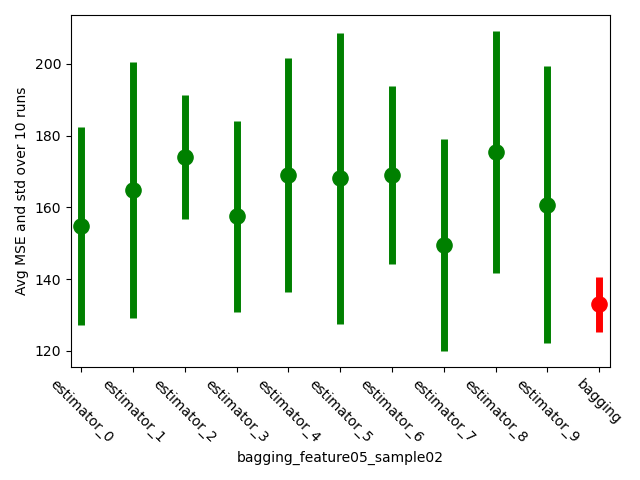 Avg MSE and std over 10 runs
200
180
160
140
120
estimator_0
estimator_1
estimator_2
estimator_3
estimator_4
estimator_5
estimator_6
estimator_7
estimator_8
estimator_9
bagging
bagging_feature05_sample02